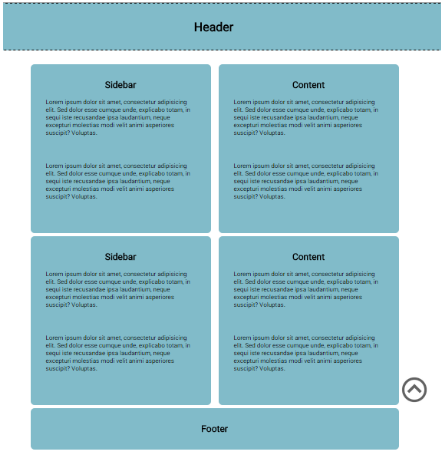 Header
Sidebar
Lorem ipsum dolor sit amet, consectetur adipisicing
elit. Sed dolor esse cumque unde, explicabo totam, in
sequi iste recusandae ipsa laudantium, neque
excepturi molestias modi velit animi asperiores
suscipit? Voluptas.
Lorem ipsum dolor sit amet, consectetur adipisicing
elit. Sed dolor esse cumque unde, explicabo totam, in
sequi iste recusandae ipsa laudantium, neque
excepturi molestias modi velit animi asperiores
suscipit? Voluptas.
Content
Lorem ipsum dolor sit amet, consectetur adipisicing
elit. Sed dolor esse cumque unde, explicabo totam, in
sequi iste recusandae ipsa laudantium, neque
excepturi molestias modi velit animi asperiores
suscipit? Voluptas.
Lorem ipsum dolor sit amet, consectetur adipisicing
elit. Sed dolor esse cumque unde, explicabo totam, in
sequi iste recusandae ipsa laudantium, neque
excepturi molestias modi velit animi asperiores
suscipit? Voluptas.
Sidebar
Lorem ipsum dolor sit amet, consectetur adipisicing
elit. Sed dolor esse cumque unde, explicabo totam, in
sequi iste recusandae ipsa laudantium, neque
excepturi molestias modi velit animi asperiores
suscipit? Voluptas.
Lorem ipsum dolor sit amet, consectetur adipisicing
elit. Sed dolor esse cumque unde, explicabo totam, in
sequi iste recusandae ipsa laudantium, neque
excepturi molestias modi velit animi asperiores
suscipit? Voluptas.
Content
Lorem ipsum dolor sit amet, consectetur adipisicing
elit. Sed dolor esse cumque unde, explicabo totam, in
sequi iste recusandae ipsa laudantium, neque
excepturi molestias modi velit animi asperiores
suscipit? Voluptas.
Lorem ipsum dolor sit amet, consectetur adipisicing
elit. Sed dolor esse cumque unde, explicabo totam, in
sequi iste recusandae ipsa laudantium, neque
excepturi molestias modi velit animi asperiores
suscipit? Voluptas.
Footer